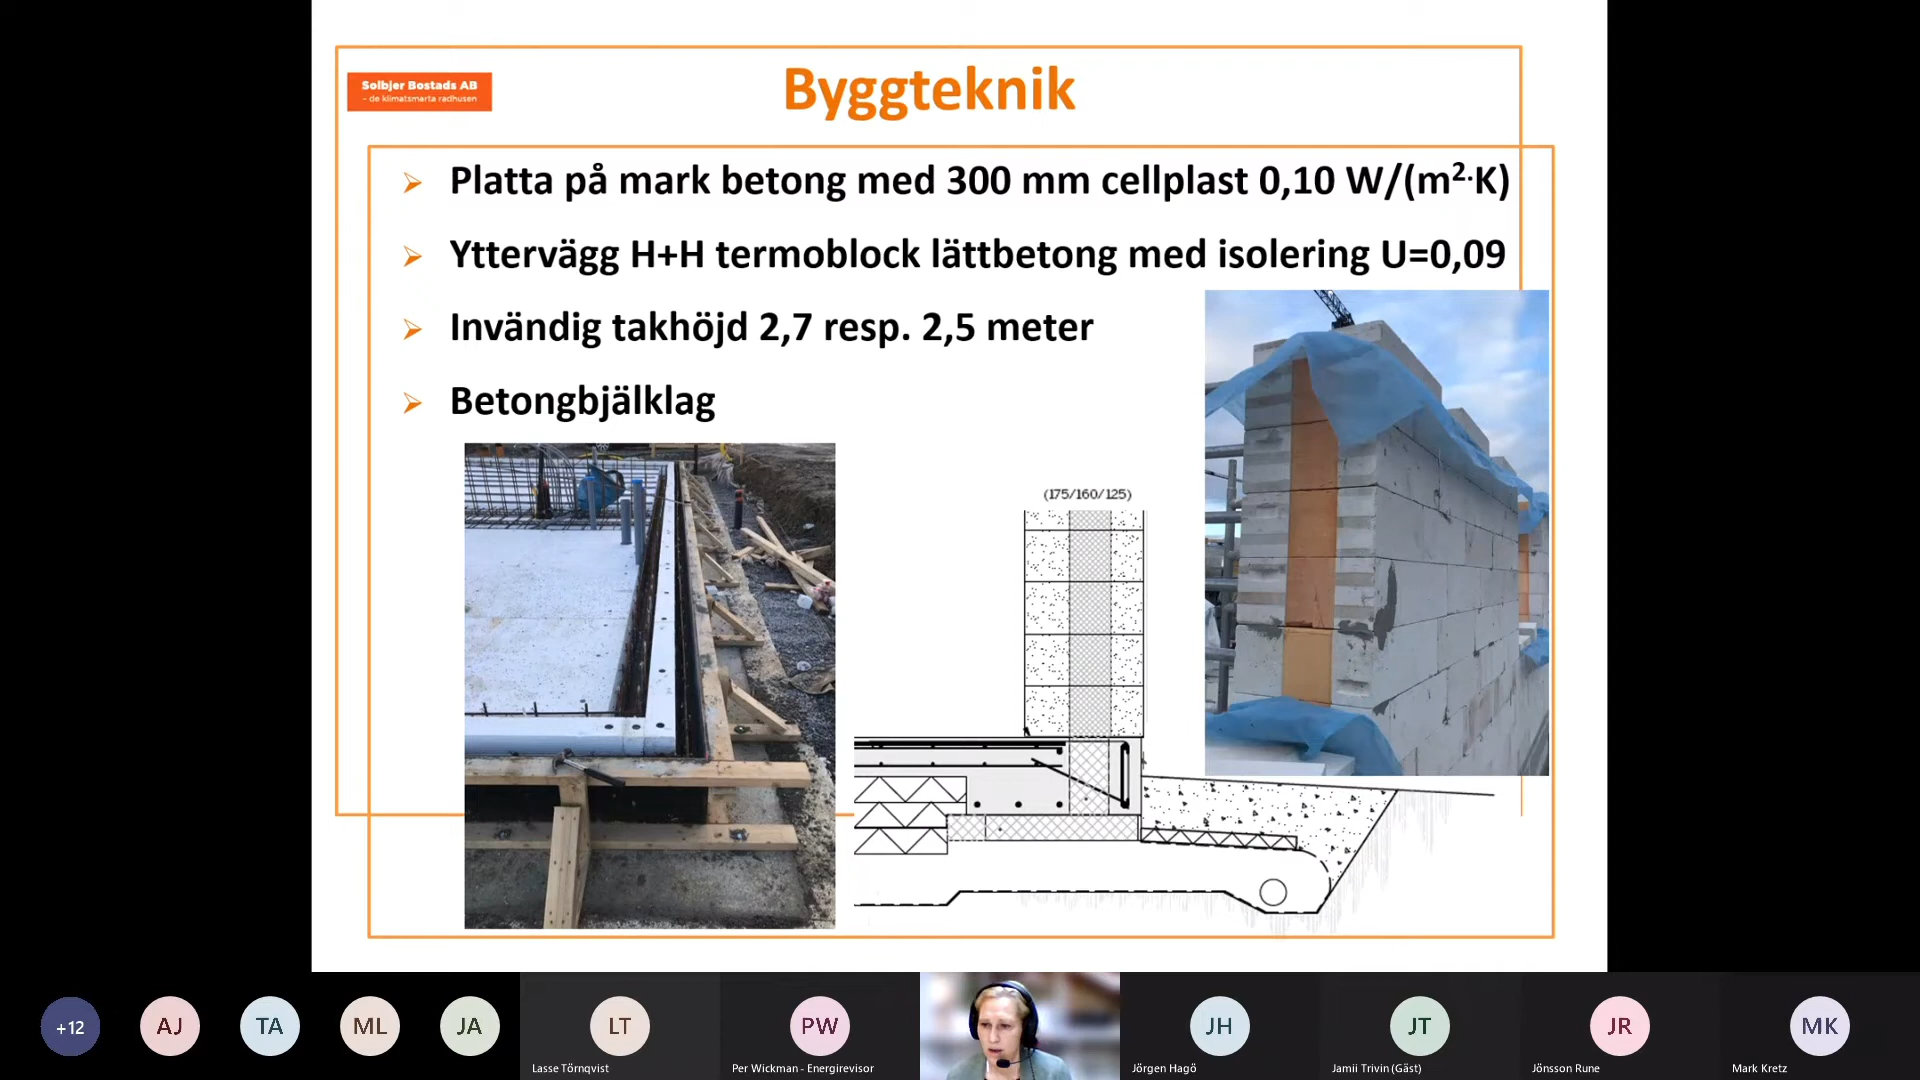 Solbjer Bostads AB
– de klimatsmarta radhusen
Byggteknik
Platta på mark betong med 300 mm cellplast 0,10 W/(m²·K)
Yttervägg H+H termoblock lättbetong med isolering U=0,09
Invändig takhöjd 2,7 resp. 2,5 meter
Betongbjälklag
(175/160/125)
+12
AJ
TA
ML
JA
LT
Lasse Törnqvist
PW
Per Wickman - Energirevisor
JH
Jörgen Hagö
JT
Jamii Trivin (Gäst)
JR
Jönsson Rune
MK
Mark Kretz